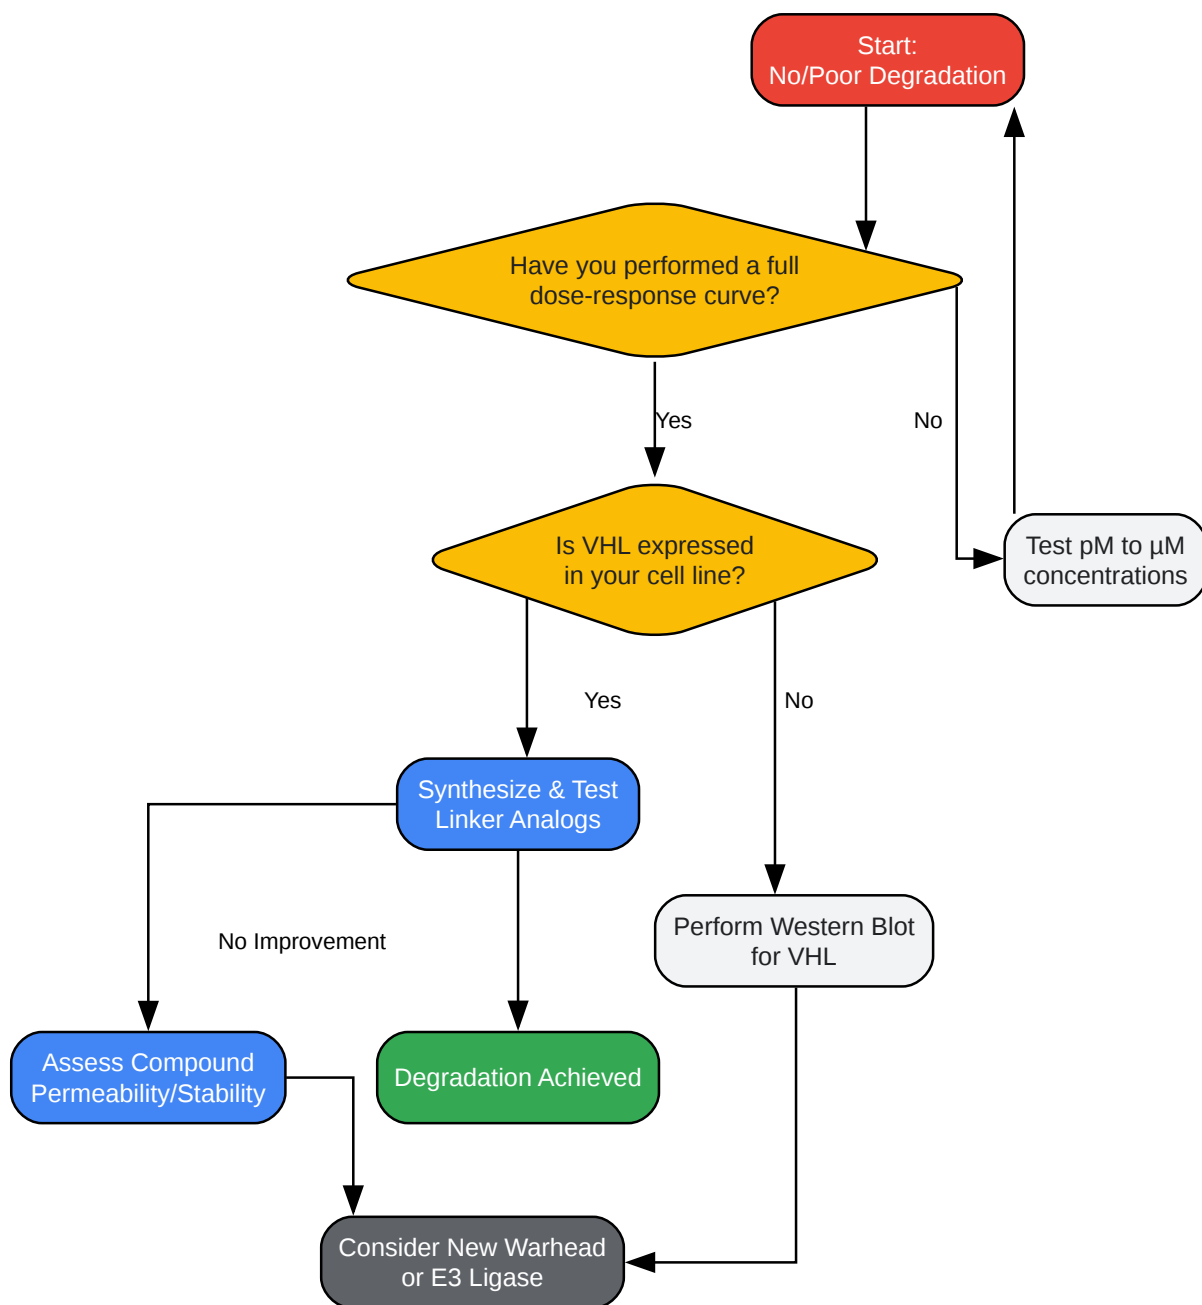 Start:
No/Poor Degradation
Have you performed a full
dose-response curve?
Yes
No
Is VHL expressed
in your cell line?
Test pM to µM
concentrations
Yes
No
Synthesize & Test
Linker Analogs
Perform Western Blot
for VHL
No Improvement
Assess Compound
Permeability/Stability
Degradation Achieved
Consider New Warhead
or E3 Ligase